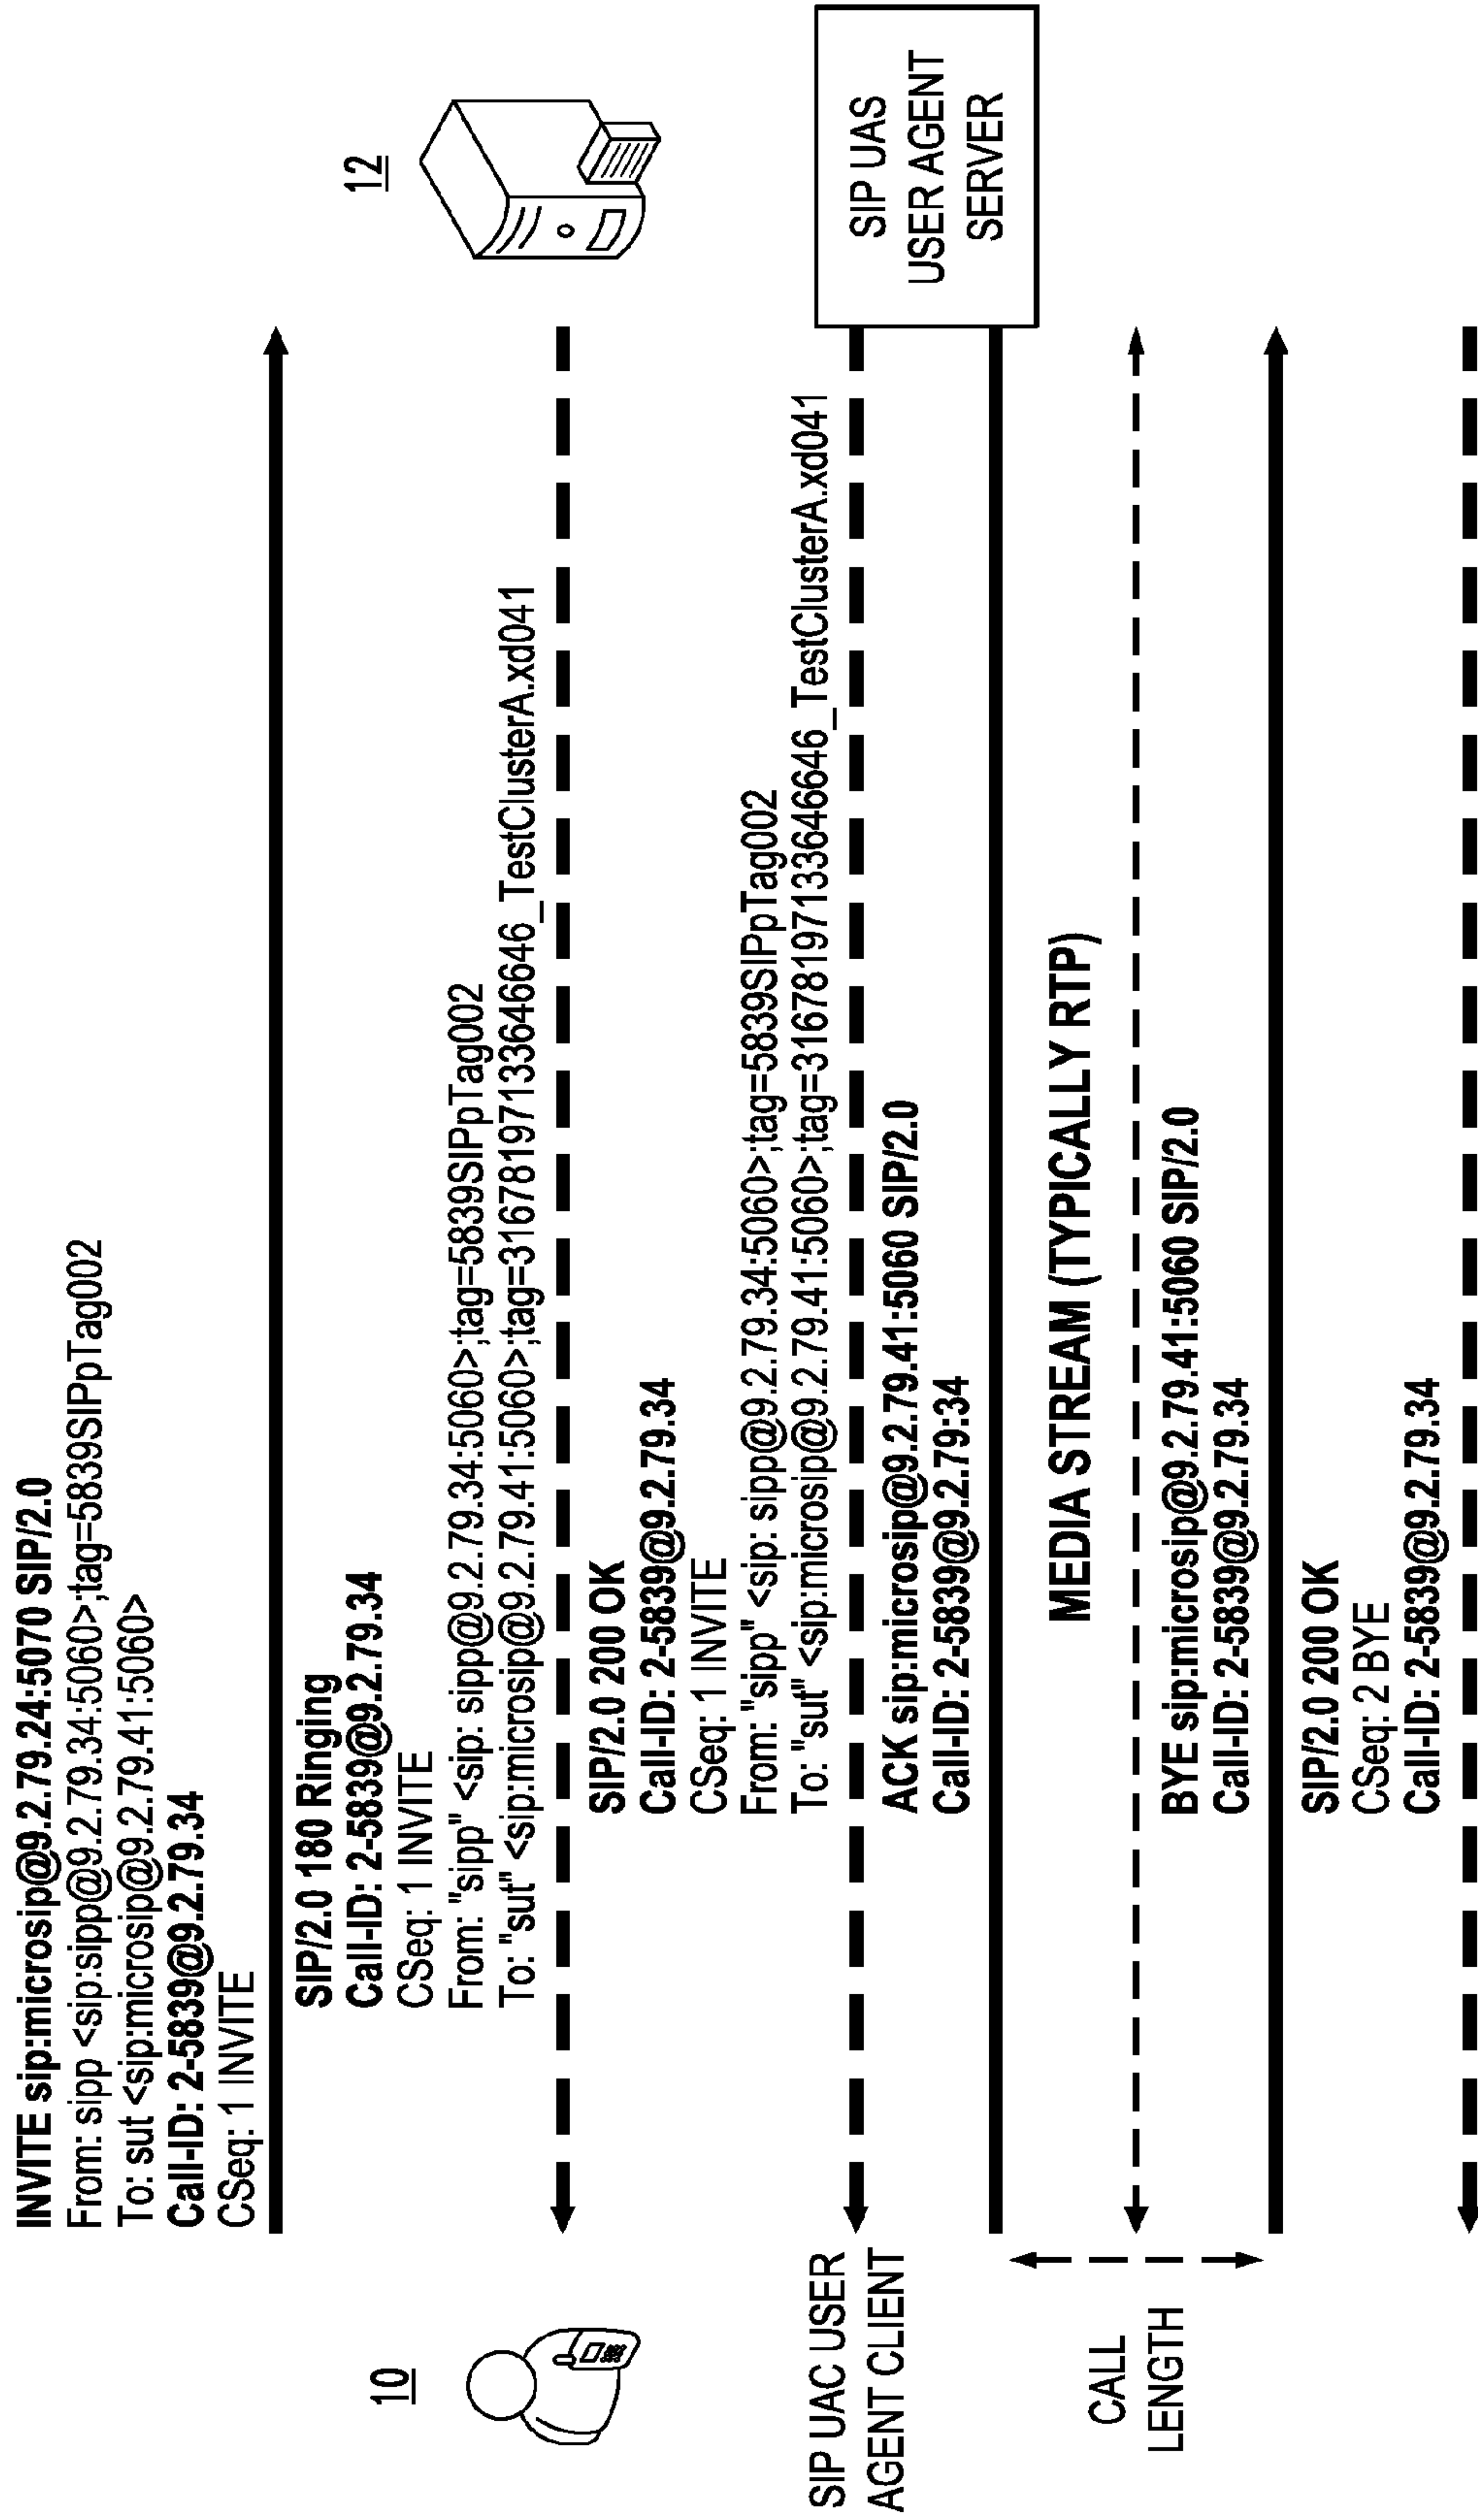 INVITE sip:microsip@9.2.79.24:5070 SIP/2.0
From: sipp <sip:sipp@9.2.79.34:5060>;tag=5839SIPpTag002
To: sut <sip:microsip@9.2.79.41:5060>
Call-ID: 2-5839@9.2.79.34
CSeq: 1 INVITE
SIP/2.0 180 Ringing
Call-ID: 2-5839@9.2.79.34
CSeq: 1 INVITE
From: "sipp" <sip: sipp@9.2.79.34:5060>;tag=5839SIPpTag002
To: "sut" <sip:microsip@9.2.79.41:5060>;tag=31678197133646646_TestClusterA.xd041
10
12
SIP/2.0 200 OK
Call-ID: 2-5839@9.2.79.34
CSeq: 1 INVITE
From: "sipp" <sip: sipp@9.2.79.34:5060>;tag=5839SIPpTag002
To: "sut" <sip:microsip@9.2.79.41:5060>;tag=31678197133646646_TestClusterA.xd041
SIP UAC USER
AGENT CLIENT
SIP UAS
USER AGENT
SERVER
ACK sip:microsip@9.2.79.41:5060 SIP/2.0
Call-ID: 2-5839@9.2.79:34
MEDIA STREAM (TYPICALLY RTP)
CALL
LENGTH
BYE sip:microsip@9.2.79.41:5060 SIP/2.0
Call-ID: 2-5839@9.2.79.34
SIP/2.0 200 OK
CSeq: 2 BYE
Call-ID: 2-5839@9.2.79.34